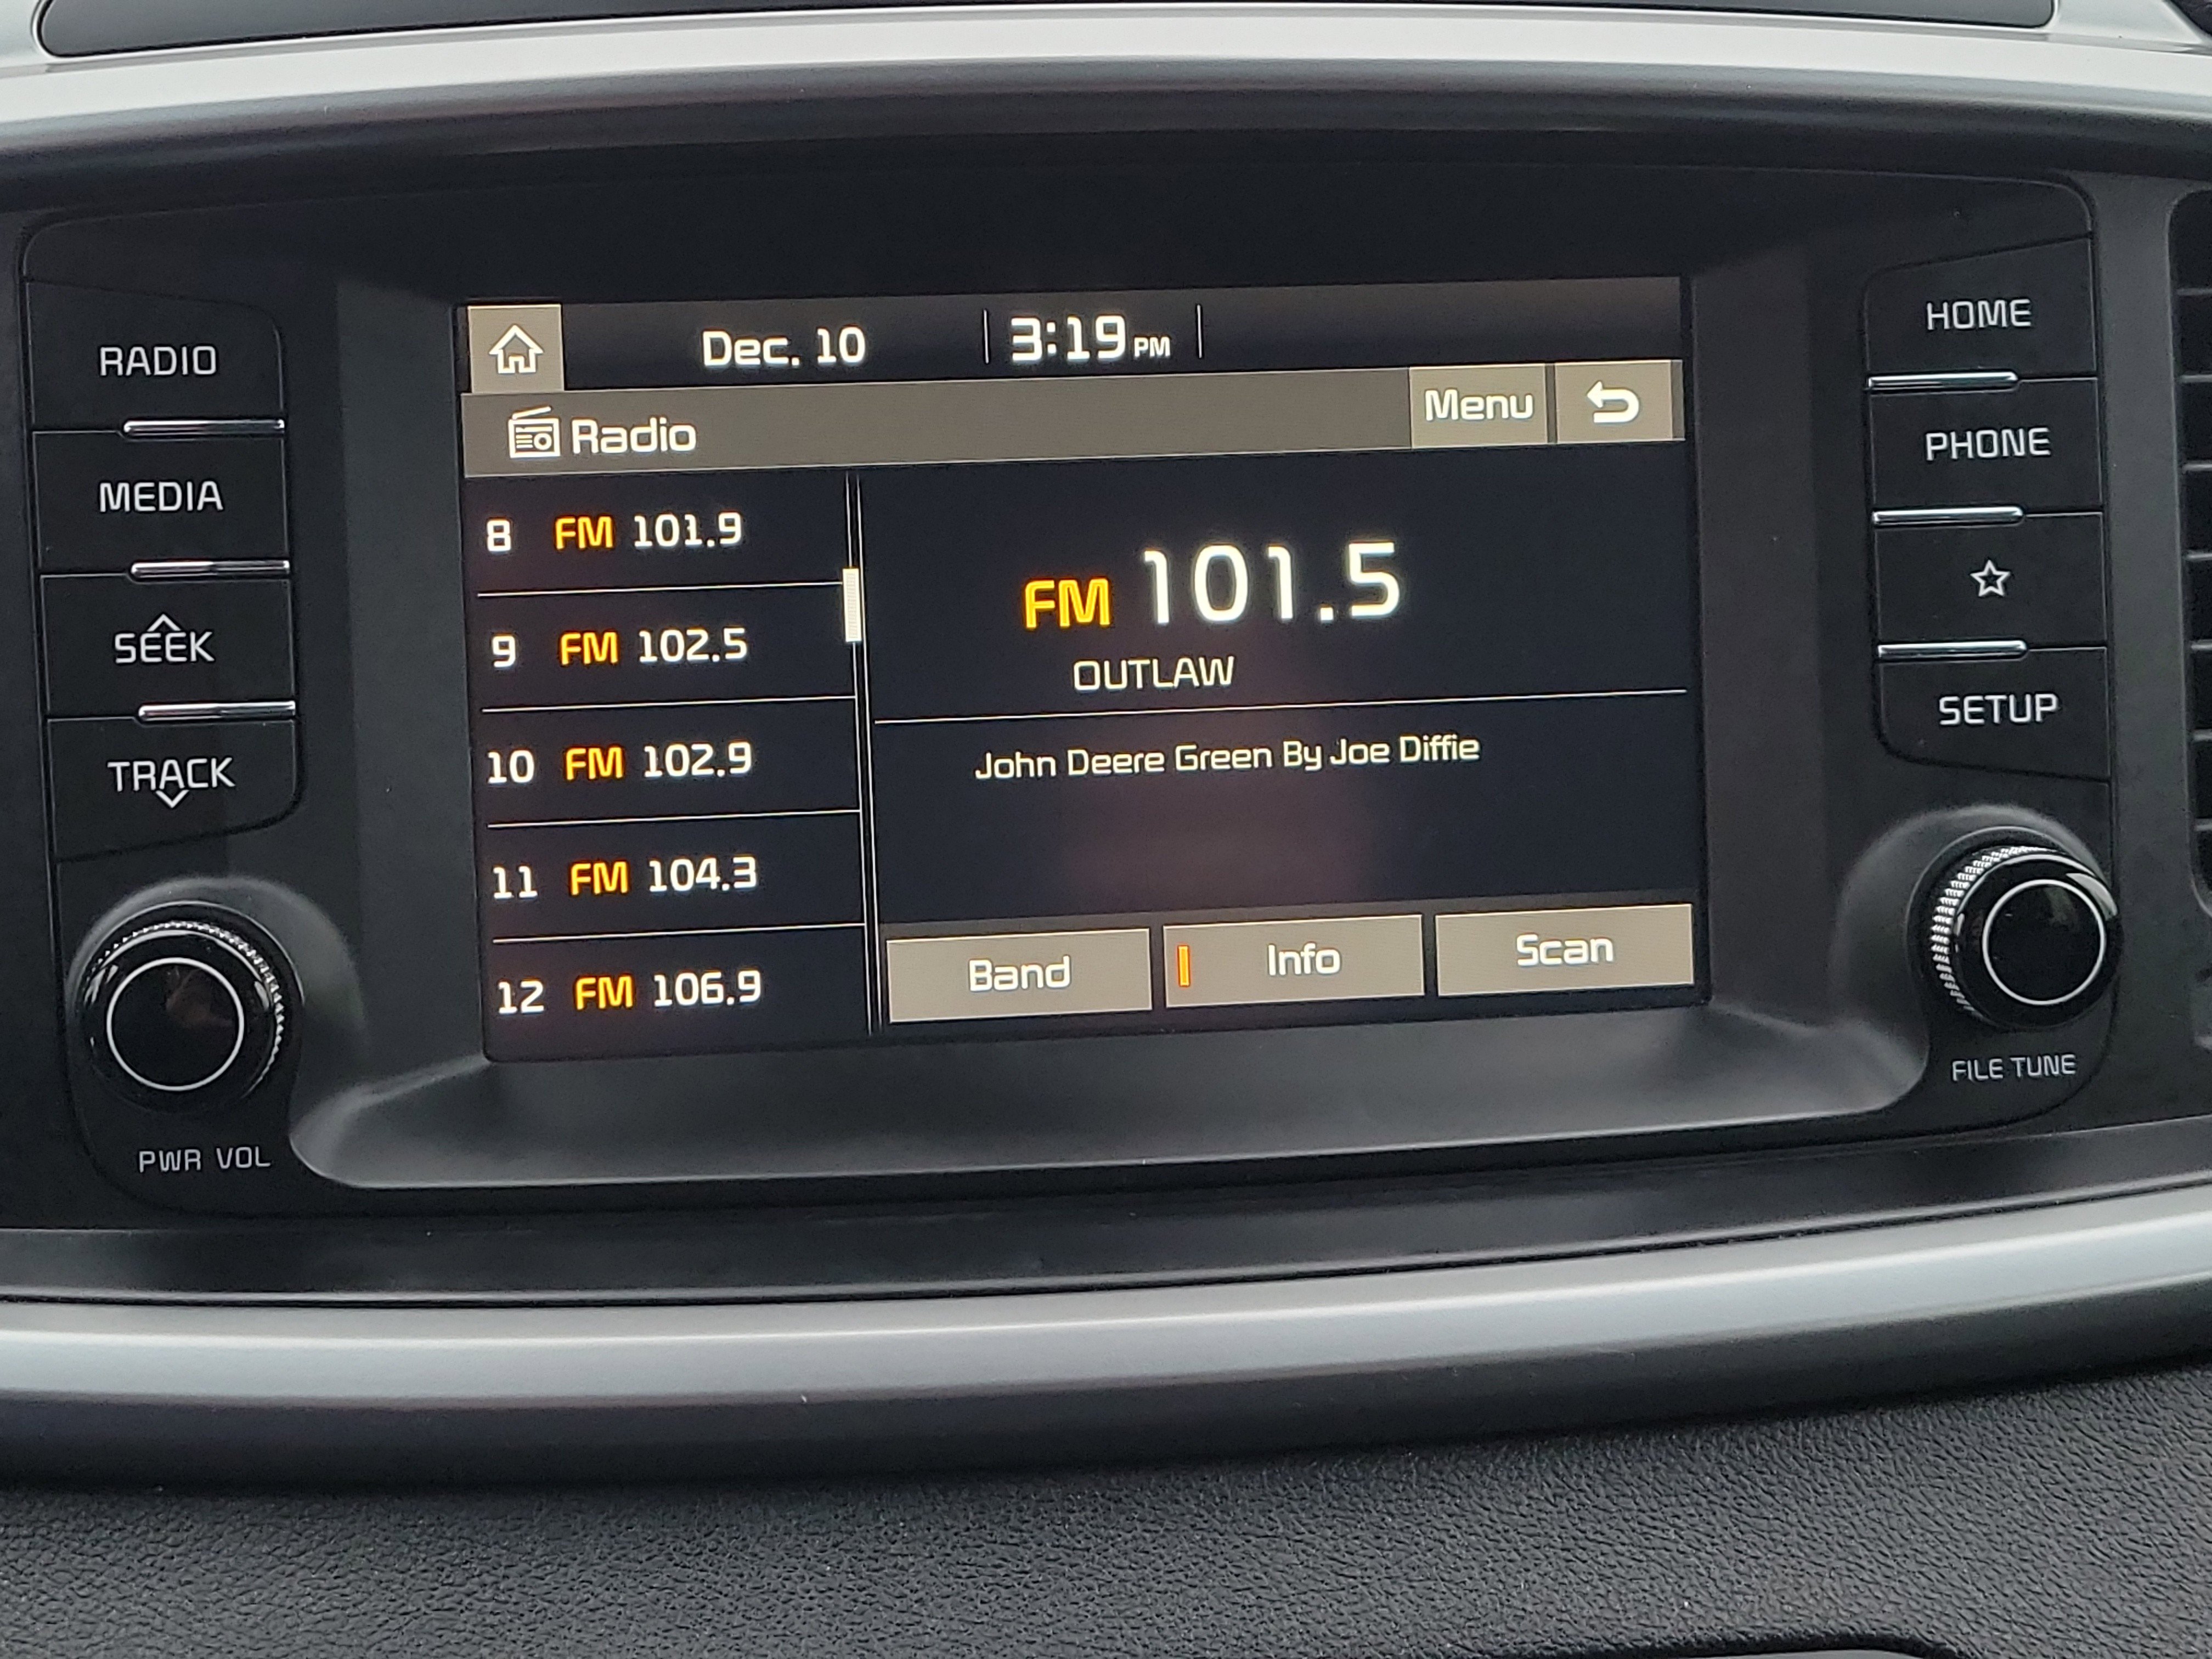 Dec. 10 3:19 PM
Radio Menu
8 FM 101.9
9 FM 102.5
10 FM 102.9
11 FM 104.3
12 FM 106.9
FM 101.5
OUTLAW
John Deere Green By Joe Diffie
Band Info Scan
RADIO
MEDIA
SEEK
TRACK
PWR VOL
HOME
PHONE
SETUP
FILE TUNE